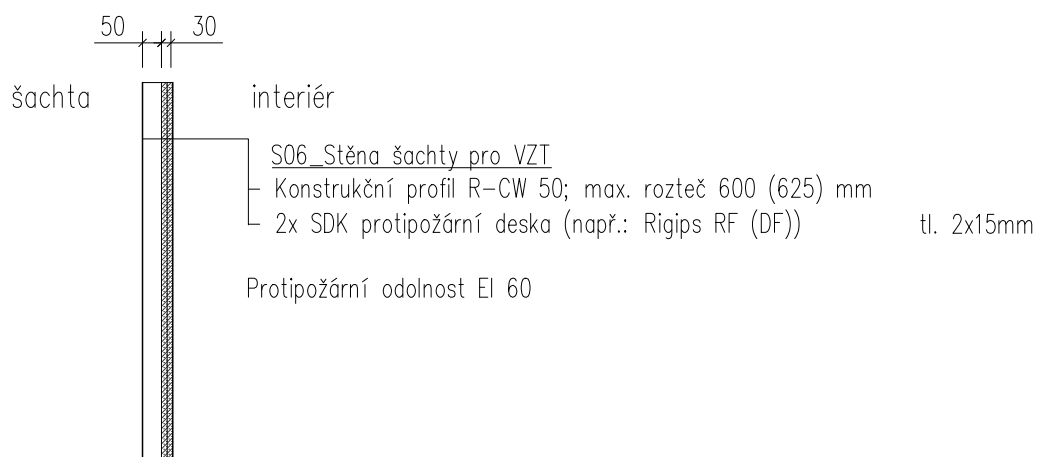 50 30
šachta interiér
S06_Stěna šachty pro VZT
Konstrukční profil R-CW 50; max. rozteč 600 (625) mm
2x SDK protipožární deska (např.: Rigips RF (DF)) tl. 2x15mm
Protipožární odolnost EI 60